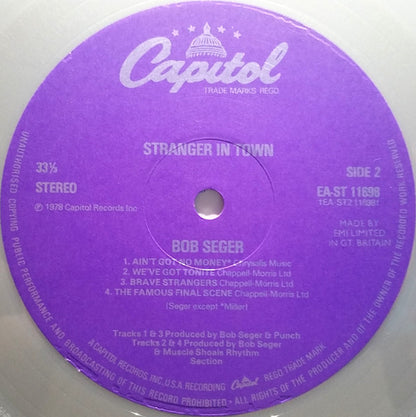 Capitol
TRADE MARKS REGD.
STRANGER IN TOWN
33⅓
STEREO
SIDE 2
EA-ST 11698
℗ 1978 Capitol Records Inc
MADE BY
EMI LIMITED
IN GT. BRITAIN
BOB SEGER
1. AIN'T GOT NO MONEY* Chrysalis Music
2. WE'VE GOT TONITE Chappell-Morris Ltd
3. BRAVE STRANGERS Chappell-Morris Ltd
4. THE FAMOUS FINAL SCENE Chappell-Morris Ltd
(Seger except *Miller)
Tracks 1 & 3 Produced by Bob Seger & Punch
Tracks 2 & 4 Produced by Bob Seger
& Muscle Shoals Rhythm
Section
A CAPITOL RECORDS, INC., U.S.A. RECORDING Capitol REGD TRADE MARK
UNAUTHORISED COPYING PUBLIC PERFORMANCE AND BROADCASTING OF THIS RECORD PROHIBITED · ALL RIGHTS OF THE PRODUCER AND OF THE OWNER OF THE RECORDED WORK RESERVED